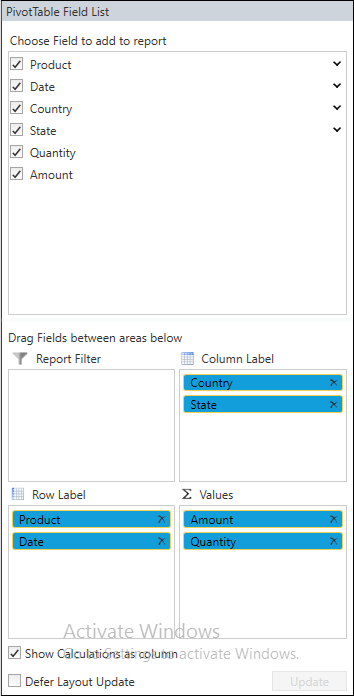 PivotTable Field List
Choose Field to add to report
Product
Date
Country
State
Quantity
Amount
Drag Fields between areas below
Report Filter
Column Label
Country
State
Row Label
Σ Values
Product
Date
Amount
Quantity
Activate Windows
Show Calculations as column
Go to Settings to activate Windows.
Defer Layout Update
Update